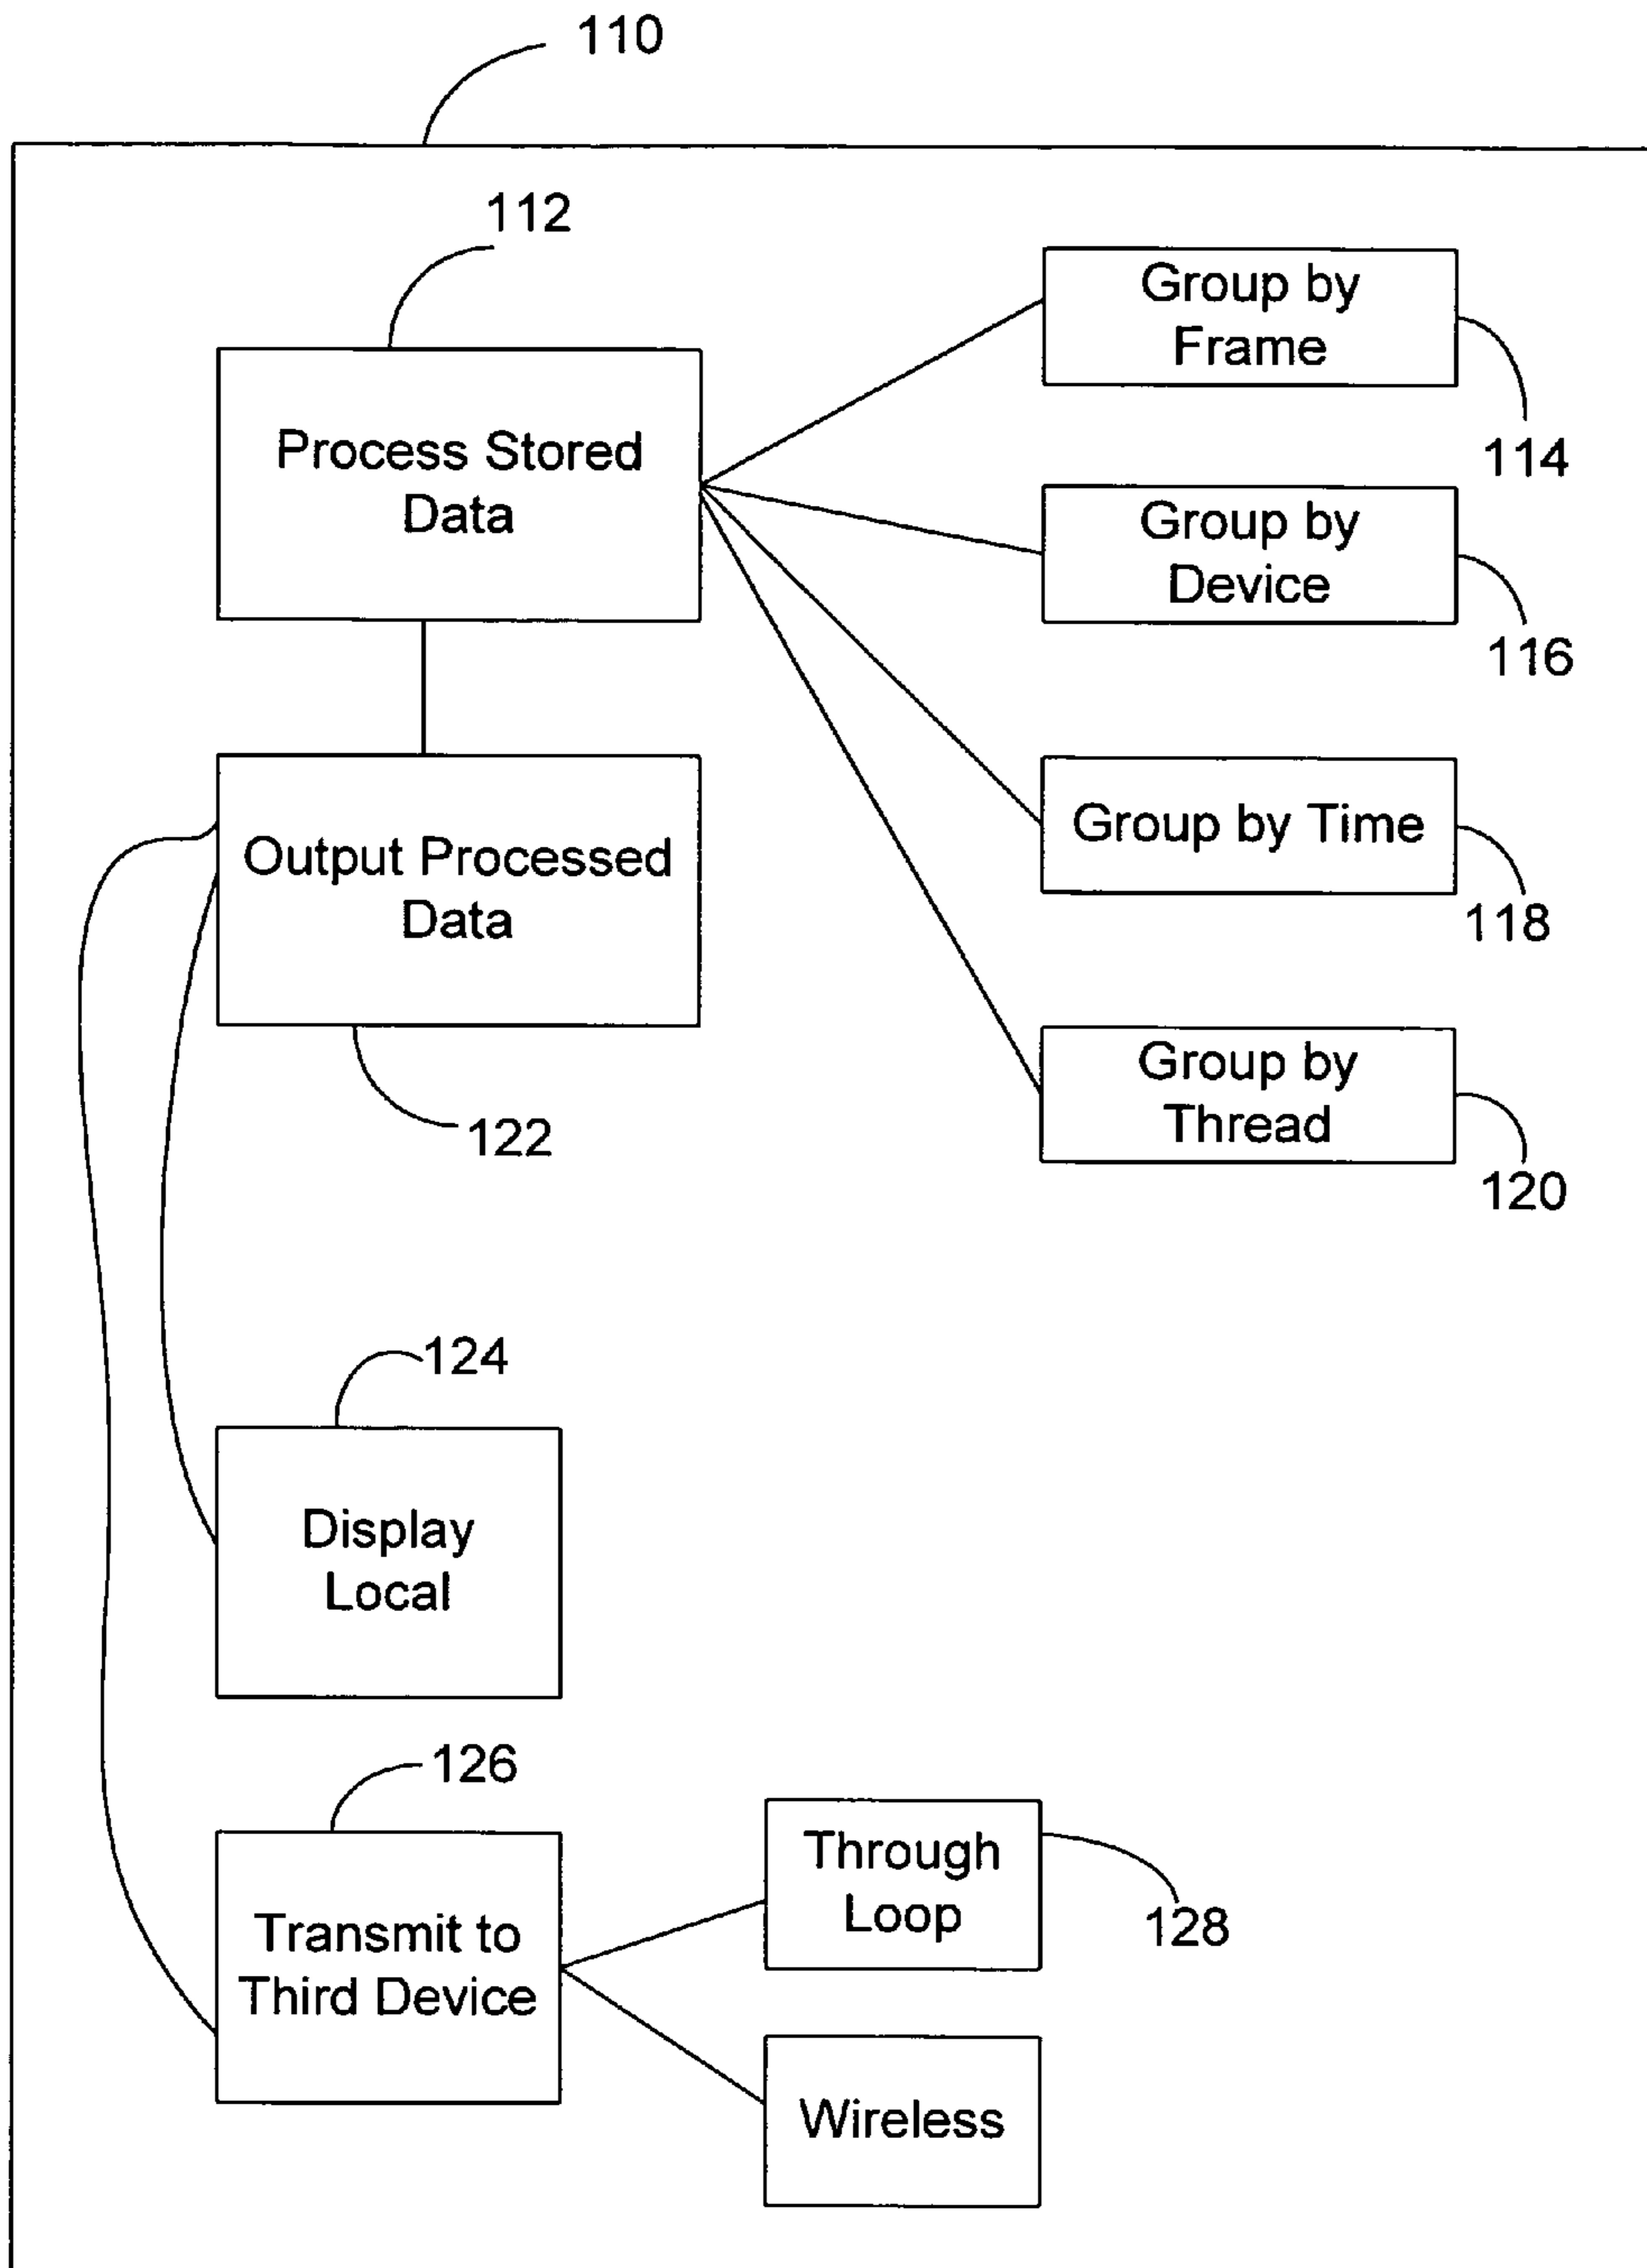 110
112
Group by
Frame
114
Process Stored
Data
Group by
Device
116
Group by Time
118
Output Processed
Data
122
Group by
Thread
120
124
Display
Local
126
Through
Loop
128
Transmit to
Third Device
Wireless